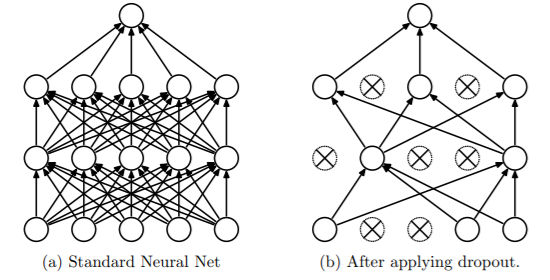 (a) Standard Neural Net
(b) After applying dropout.